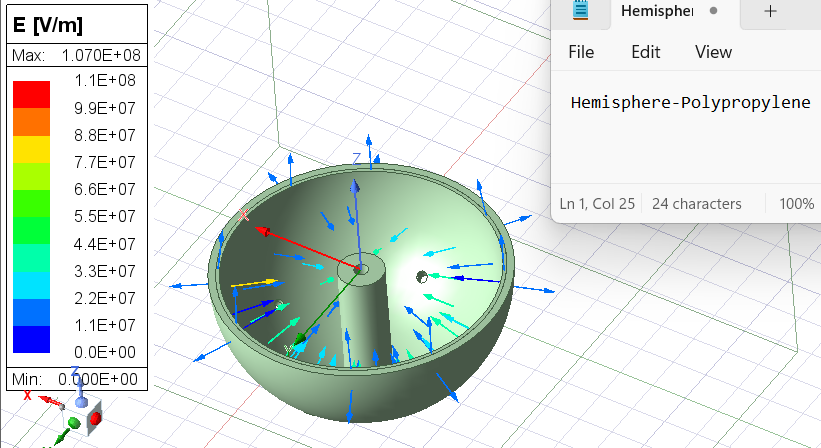 E [V/m]
Max: 1.070E+08
1.1E+08
9.9E+07
8.8E+07
7.7E+07
6.6E+07
5.5E+07
4.4E+07
3.3E+07
2.2E+07
1.1E+07
0.0E+00
Min: 0.000E+00
Z
X
Y
Z
X
Hemispher
+
File Edit View
Hemisphere-Polypropylene
Ln 1, Col 25 24 characters 100%